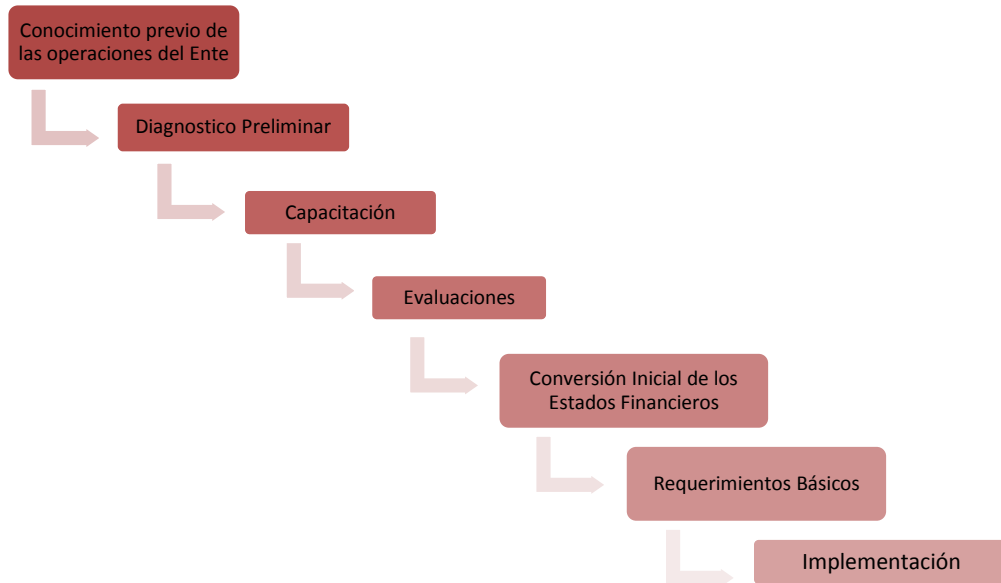 Conocimiento previo de
las operaciones del Ente
Diagnostico Preliminar
Capacitación
Evaluaciones
Conversión Inicial de los
Estados Financieros
Requerimientos Básicos
Implementación